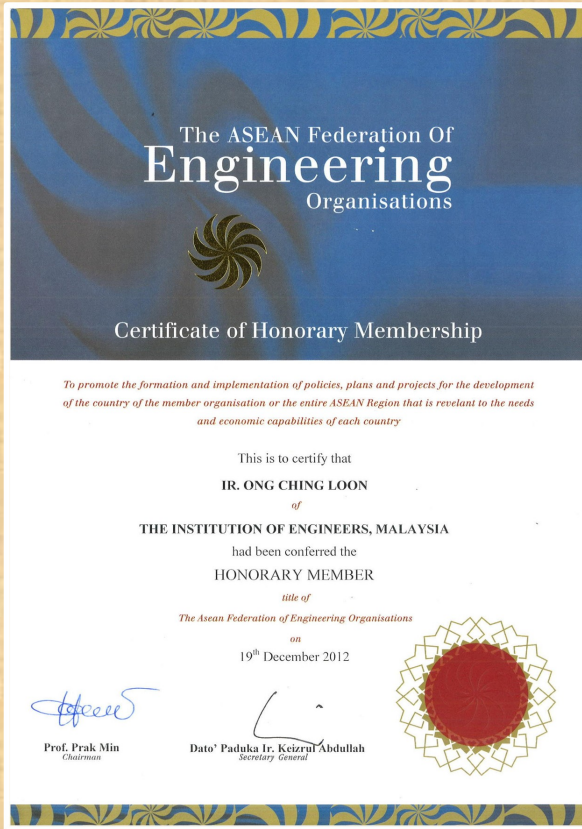 The ASEAN Federation Of
Engineering
Organisations
Certificate of Honorary Membership
To promote the formation and implementation of policies, plans and projects for the development
of the country of the member organisation or the entire ASEAN Region that is revelant to the needs
and economic capabilities of each country
This is to certify that
IR. ONG CHING LOON
of
THE INSTITUTION OF ENGINEERS, MALAYSIA
had been conferred the
HONORARY MEMBER
title of
The Asean Federation of Engineering Organisations
on
19th December 2012
Prof. Prak Min
Chairman
Dato' Paduka Ir. Keizrul Abdullah
Secretary General